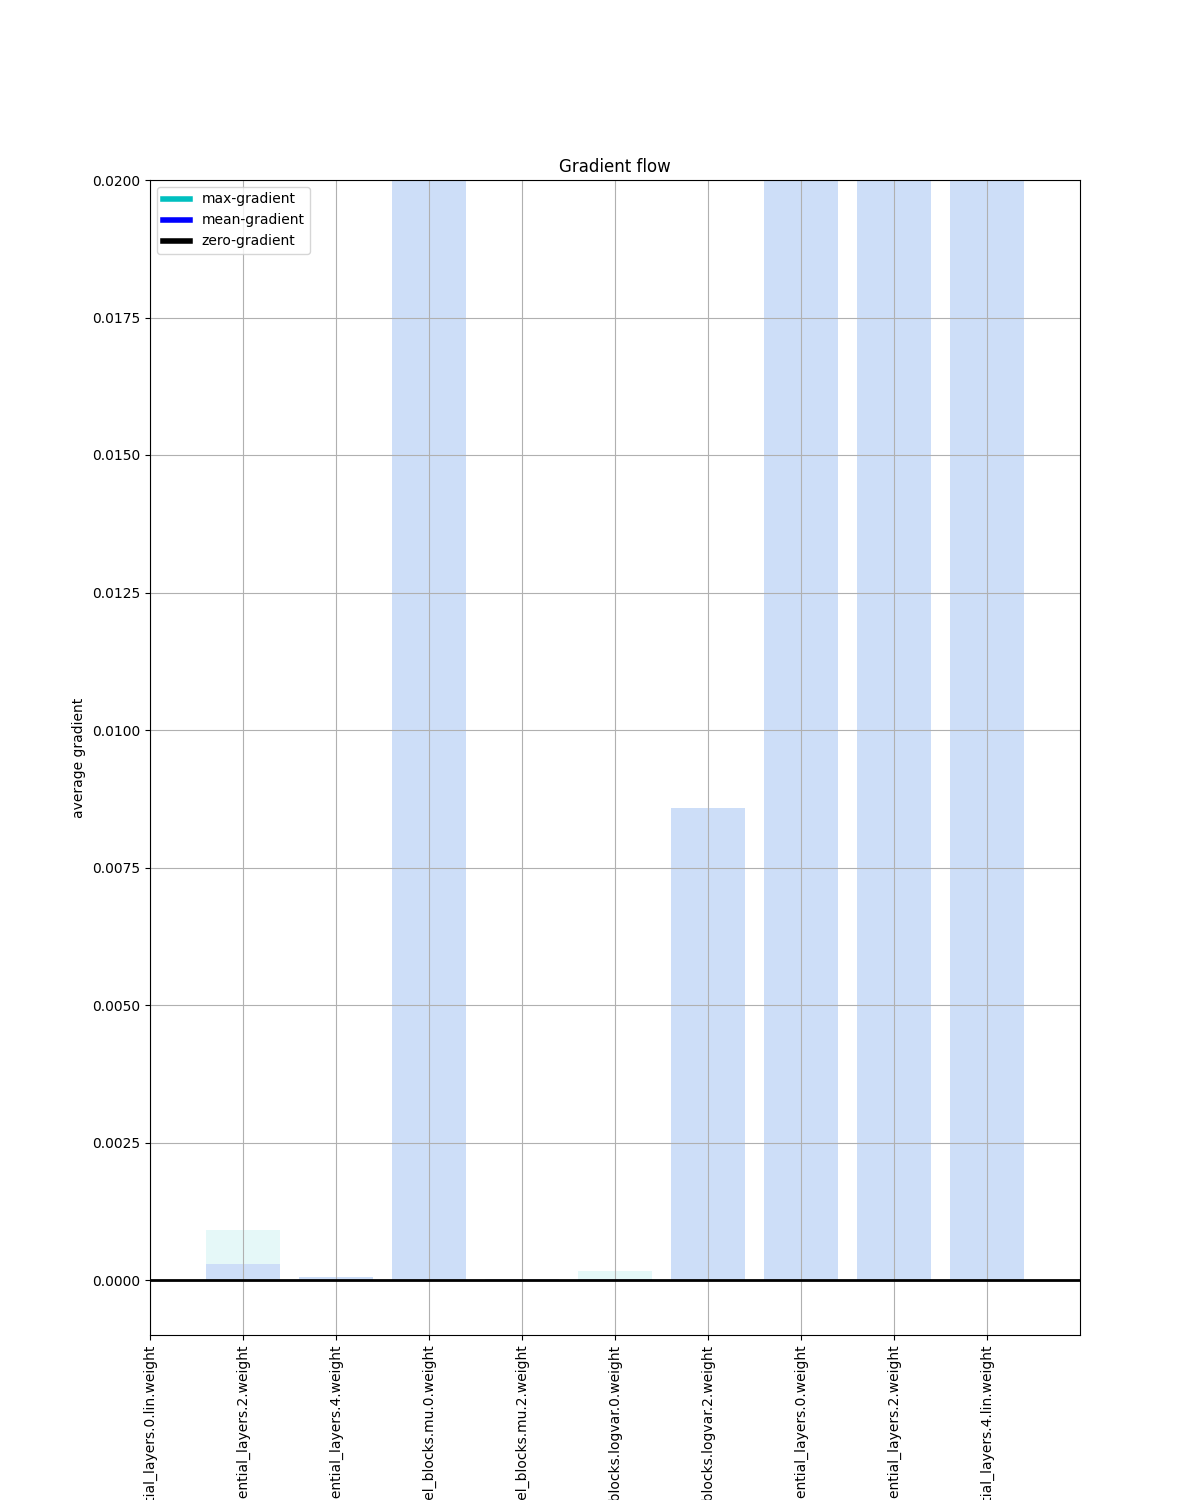 Gradient flow
max-gradient
mean-gradient
zero-gradient
0.0200
0.0175
0.0150
0.0125
0.0100
0.0075
0.0050
0.0025
0.0000
average gradient
tial_layers.0.lin.weight
ential_layers.2.weight
ential_layers.4.weight
el_blocks.mu.0.weight
el_blocks.mu.2.weight
blocks.logvar.0.weight
blocks.logvar.2.weight
ential_layers.0.weight
ential_layers.2.weight
tial_layers.4.lin.weight